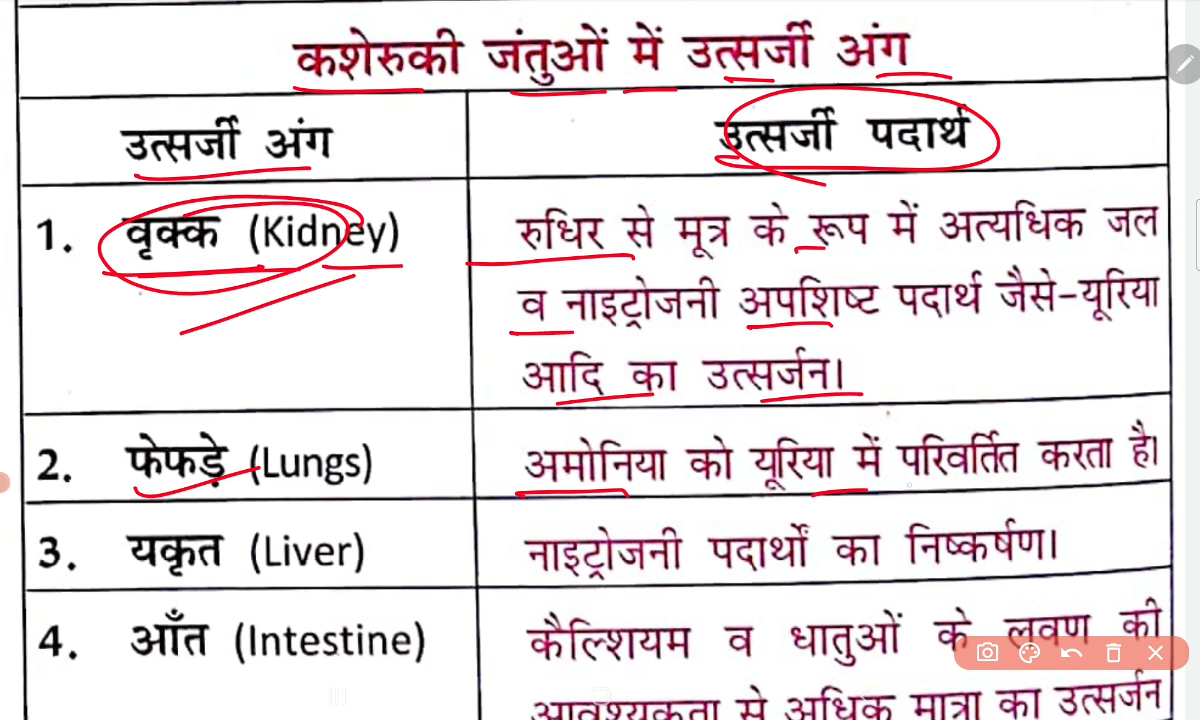 कशेरुकी जंतुओं में उत्सर्जी अंग
उत्सर्जी अंग
उत्सर्जी पदार्थ
1. वृक्क (Kidney)
रुधिर से मूत्र के रूप में अत्यधिक जल
व नाइट्रोजनी अपशिष्ट पदार्थ जैसे-यूरिया
आदि का उत्सर्जन।
2. फेफड़े (Lungs)
अमोनिया को यूरिया में परिवर्तित करता है।
3. यकृत (Liver)
नाइट्रोजनी पदार्थों का निष्कर्षण।
4. आँत (Intestine)
कैल्शियम व धातुओं के लवण की
आवश्यकता से अधिक मात्रा का उत्सर्जन